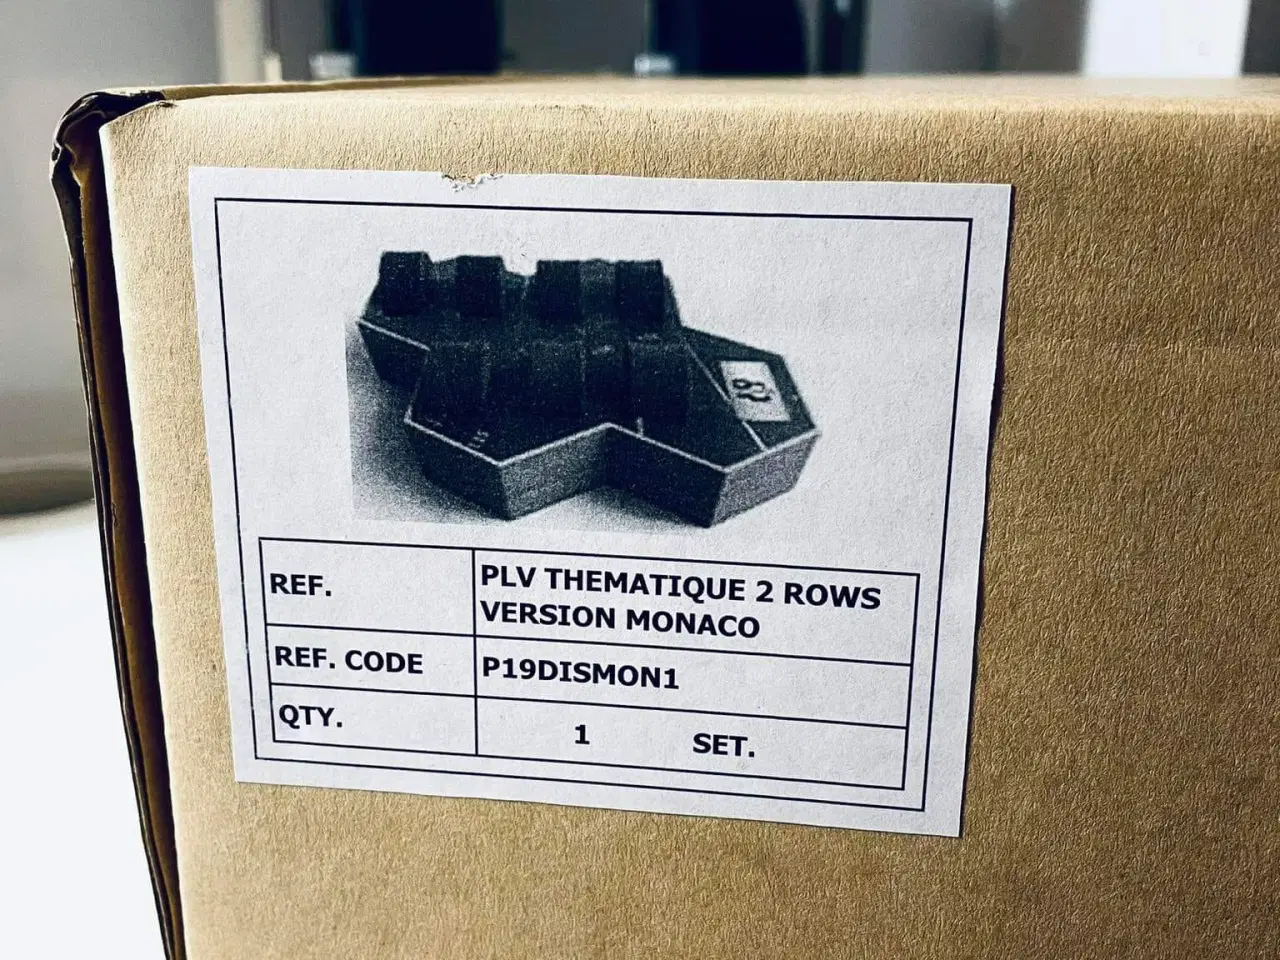 REF.
PLV THEMATIQUE 2 ROWS
VERSION MONACO
REF. CODE
P19DISMON1
QTY.
1 SET.